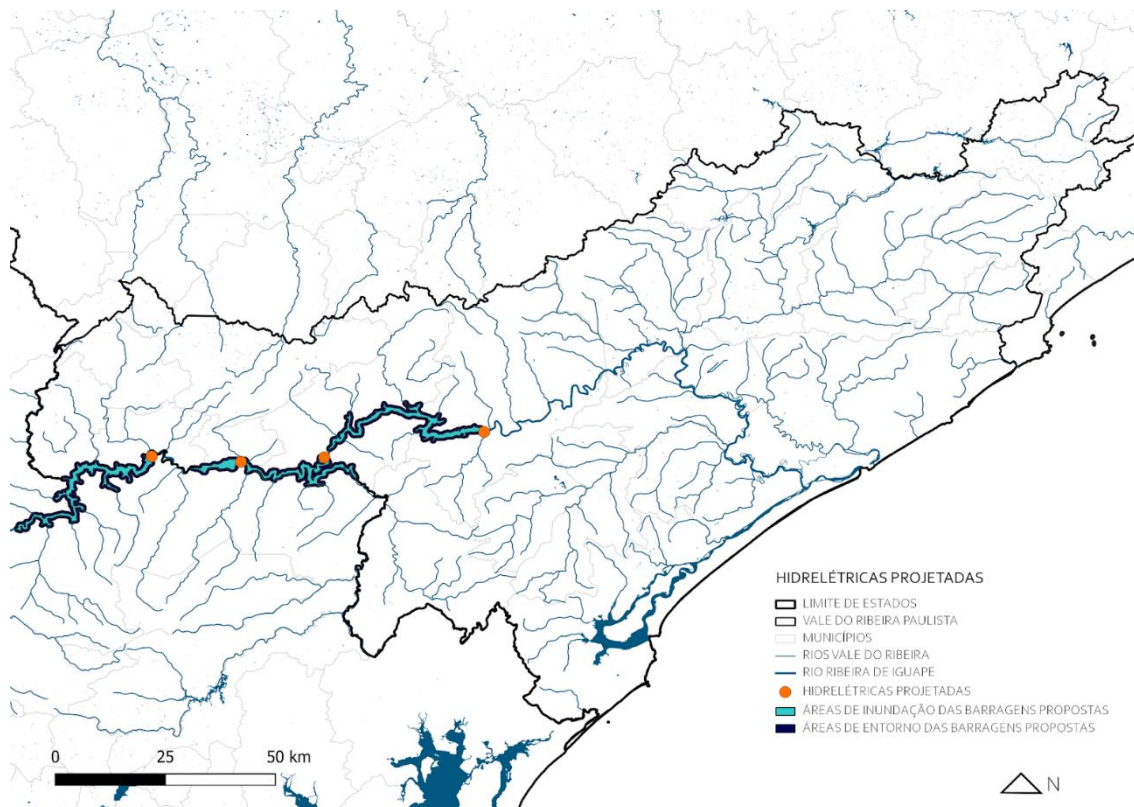 HIDRELÉTRICAS PROJETADAS
LIMITE DE ESTADOS
VALE DO RIBEIRA PAULISTA
MUNICÍPIOS
RIOS VALE DO RIBEIRA
RIO RIBEIRA DE IGUAPE
HIDRELÉTRICAS PROJETADAS
ÁREAS DE INUNDAÇÃO DAS BARRAGENS PROPOSTAS
ÁREAS DE ENTORNO DAS BARRAGENS PROPOSTAS
0 25 50 km
N